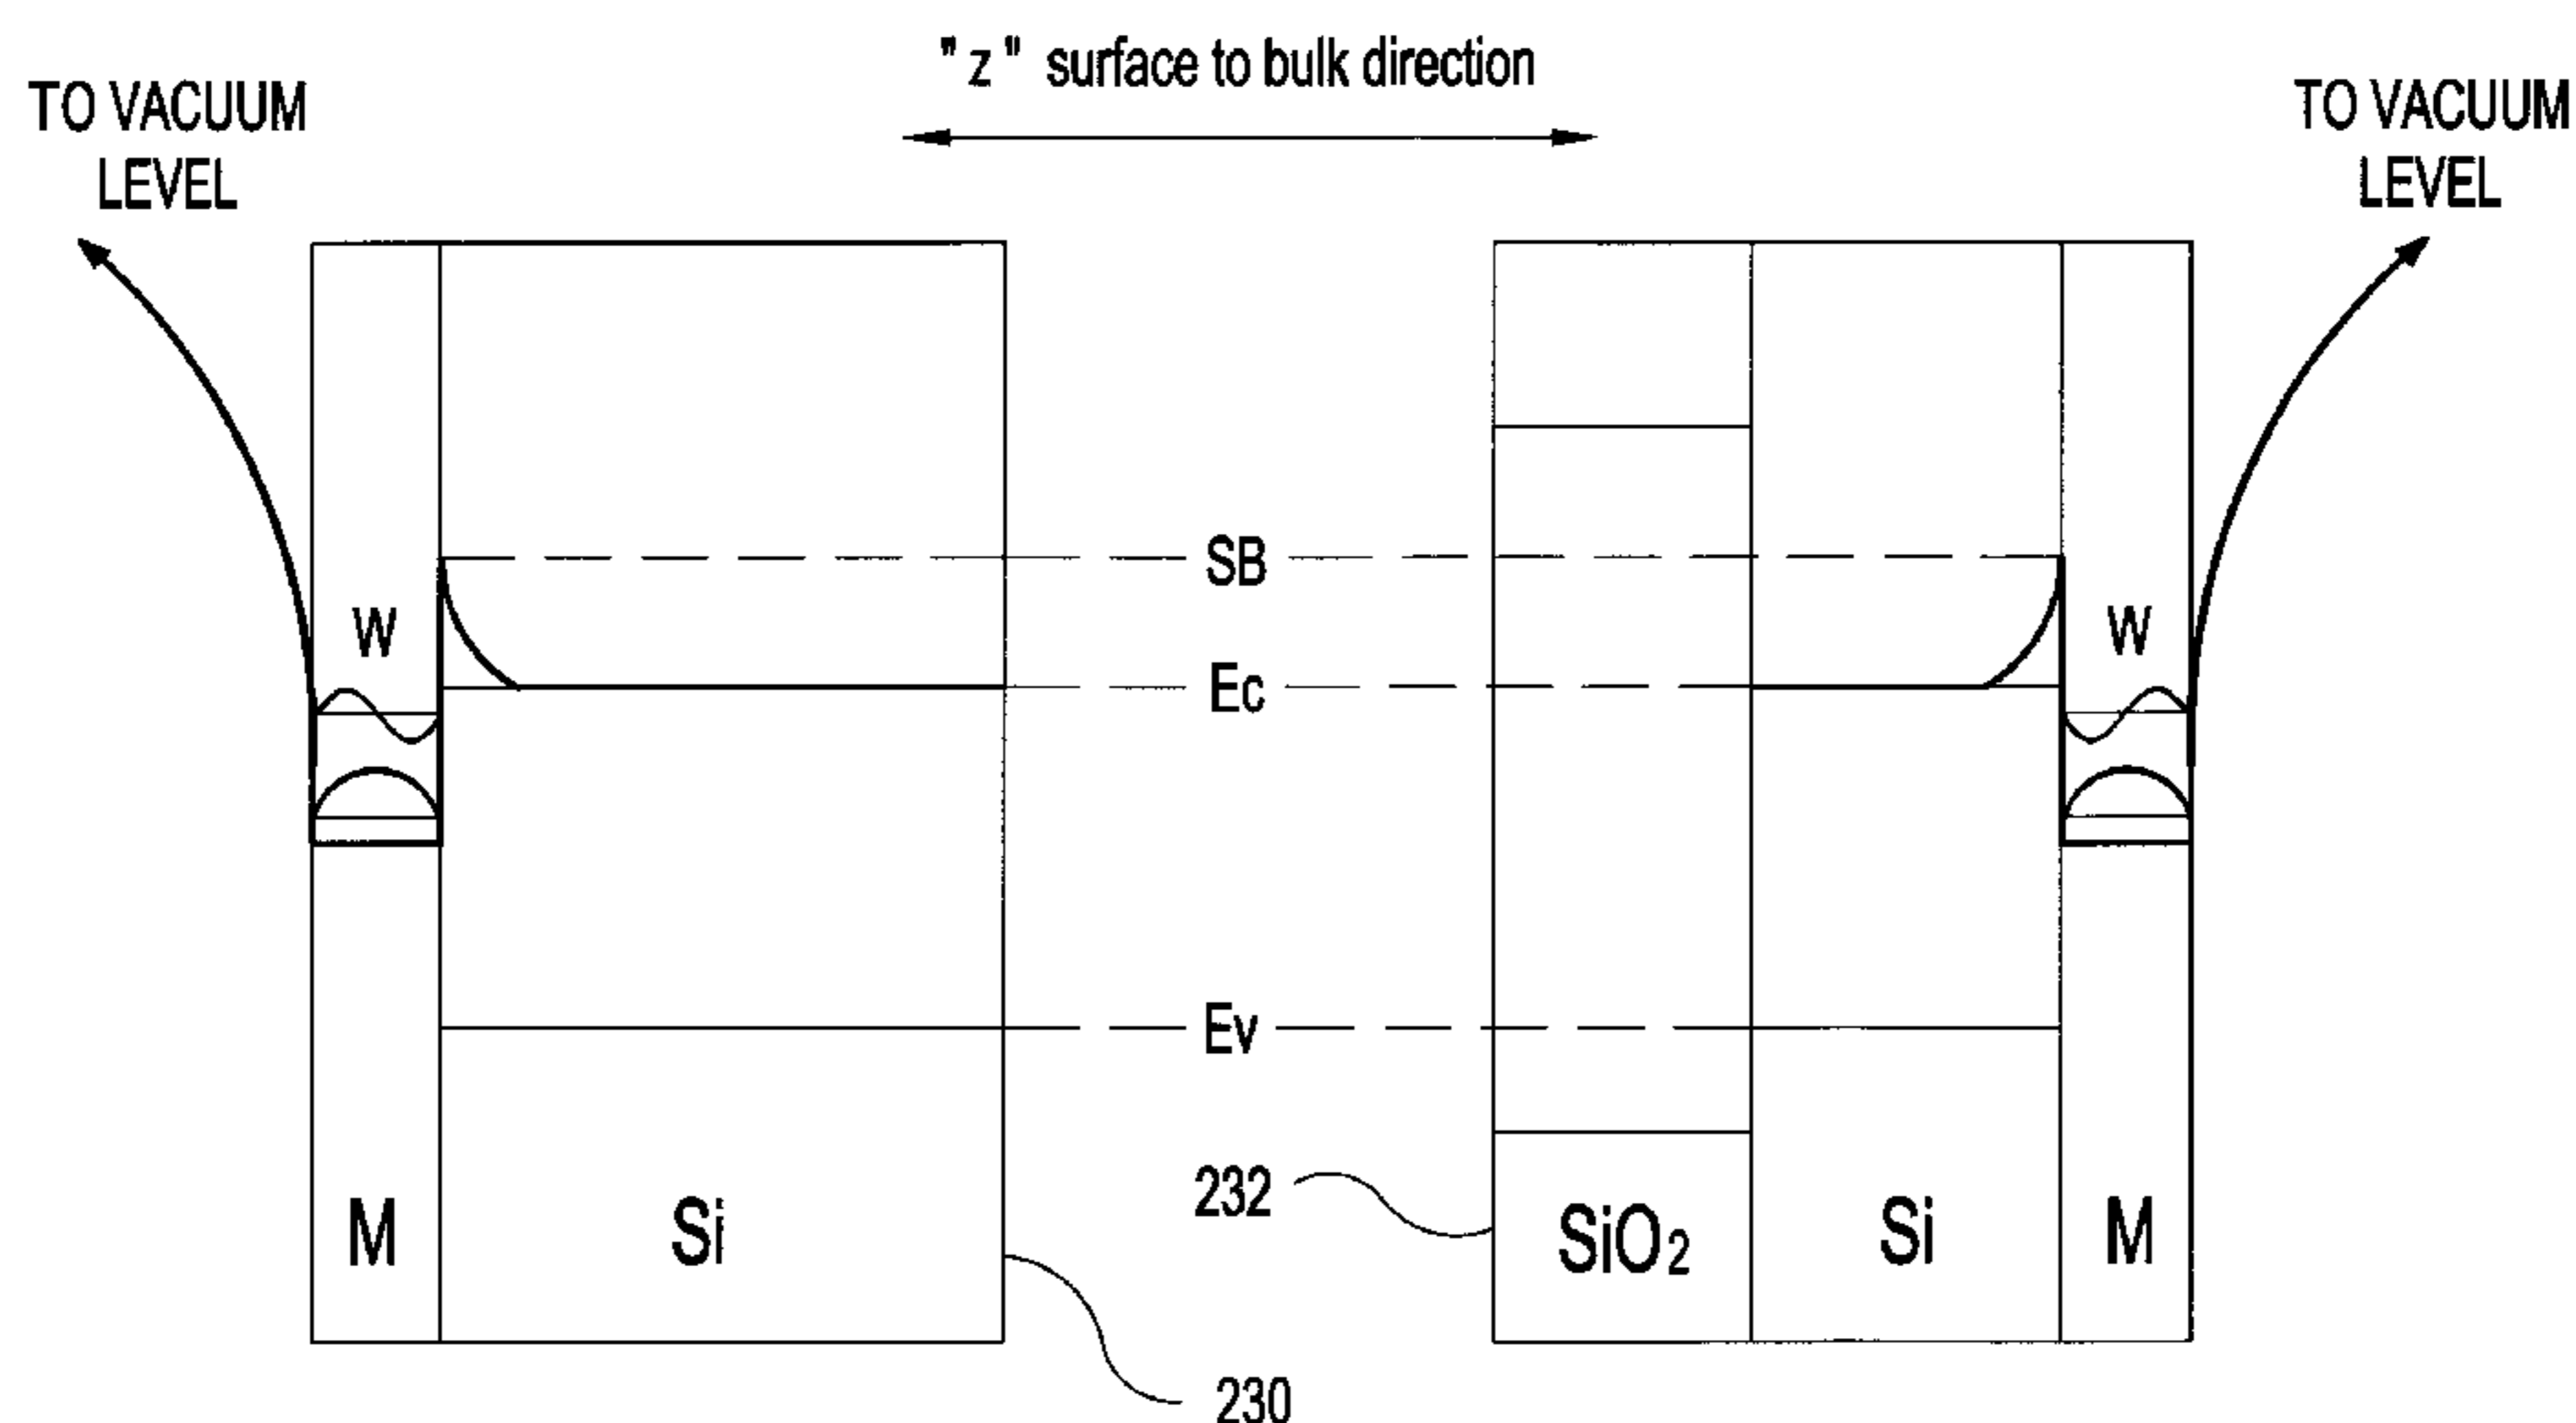 "z" surface to bulk direction
TO VACUUM
LEVEL
TO VACUUM
LEVEL
SB
W
W
Ec
Ev
232
M
Si
SiO2
Si
M
230